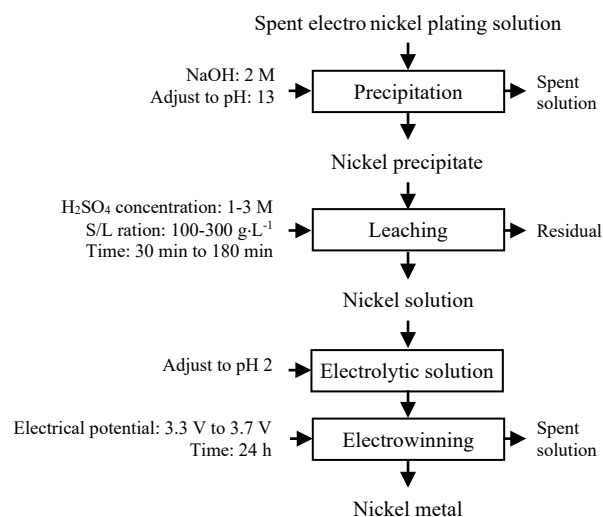 Spent electro nickel plating solution
NaOH: 2 M
Adjust to pH: 13
Precipitation
Spent
solution
Nickel precipitate
H₂SO₄ concentration: 1-3 M
S/L ration: 100-300 g·L⁻¹
Time: 30 min to 180 min
Leaching
Residual
Nickel solution
Adjust to pH 2
Electrolytic solution
Electrical potential: 3.3 V to 3.7 V
Time: 24 h
Electrowinning
Spent
solution
Nickel metal